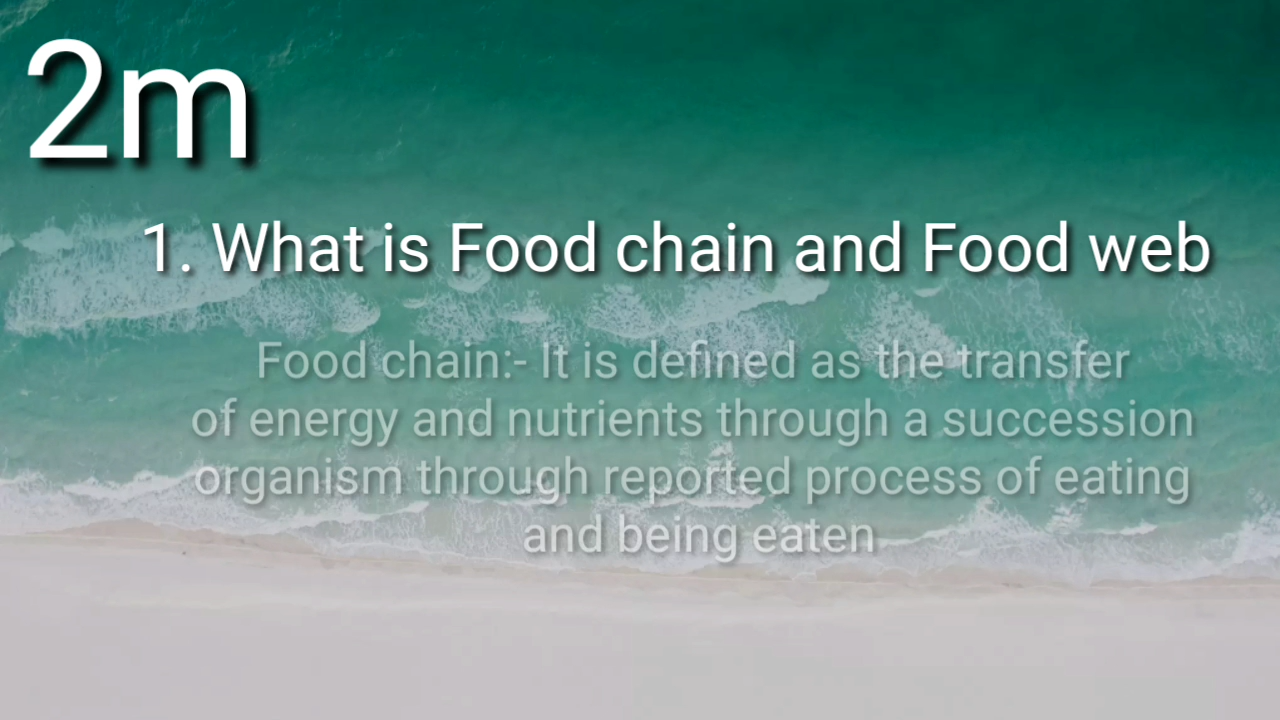 2m
1. What is Food chain and Food web
Food chain:- It is defined as the transfer
of energy and nutrients through a succession
organism through reported process of eating
and being eaten